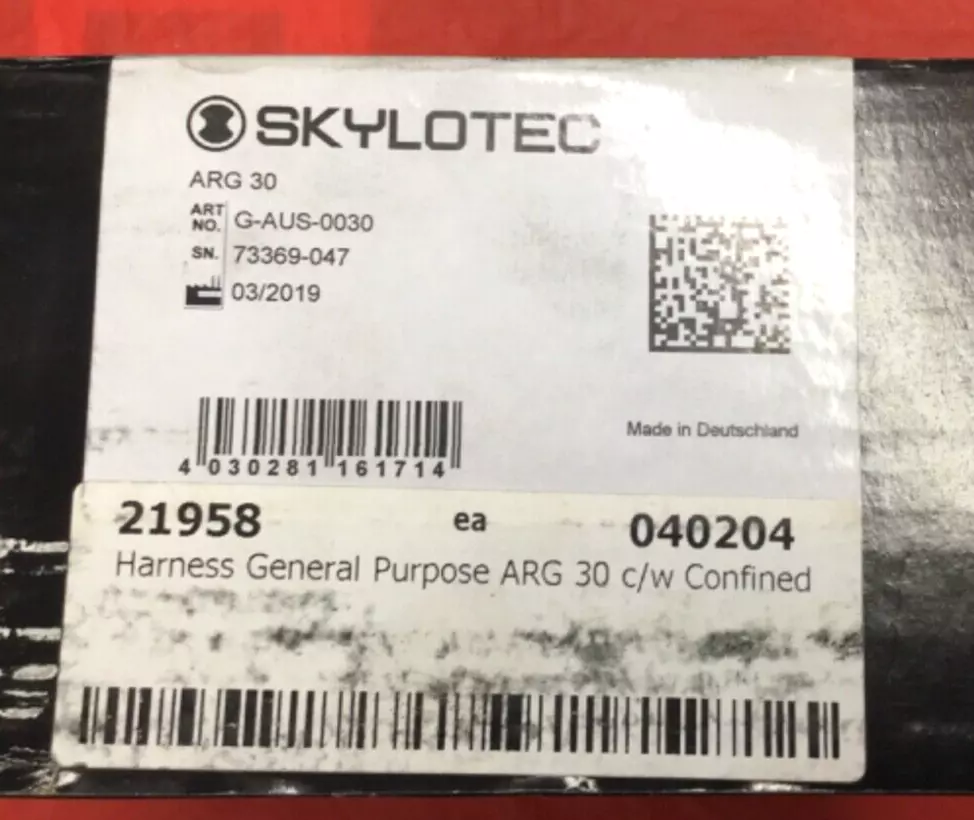 SKYLOTEC
ARG 30
ART NO. G-AUS-0030
SN. 73369-047
03/2019
Made in Deutschland
4 030281 161714
21958 ea 040204
Harness General Purpose ARG 30 c/w Confined